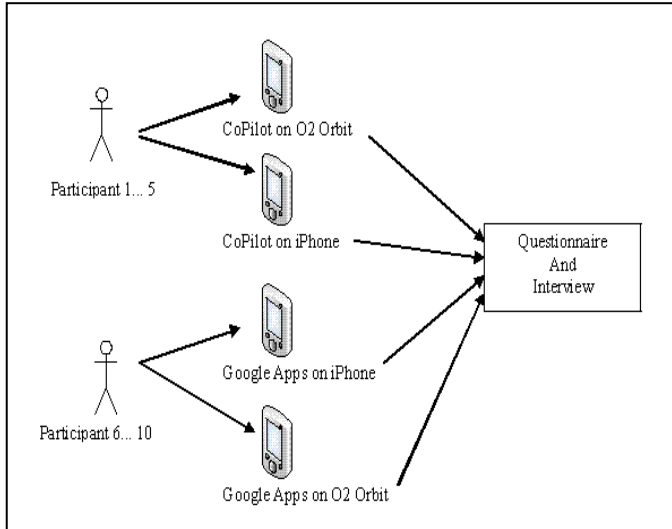 CoPilot on O2 Orbit
Participant 1... 5
CoPilot on iPhone
Questionnaire
And
Interview
Google Apps on iPhone
Participant 6... 10
Google Apps on O2 Orbit